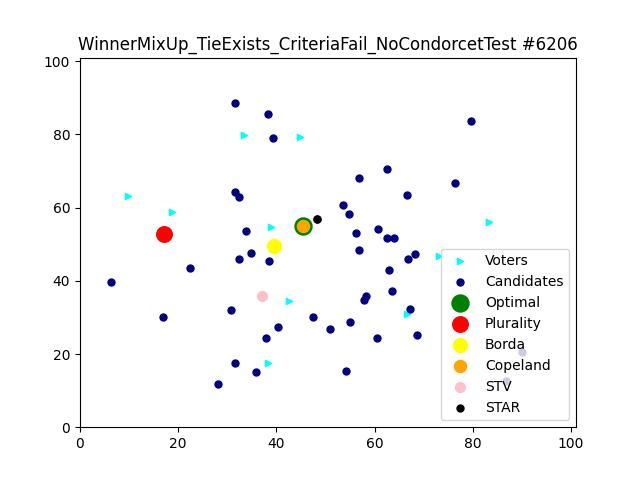 WinnerMixUp_TieExists_CriteriaFail_NoCondorcetTest #6206
100
80
60
40
20
0
0
20
40
60
80
100
Voters
Candidates
Optimal
Plurality
Borda
Copeland
STV
STAR